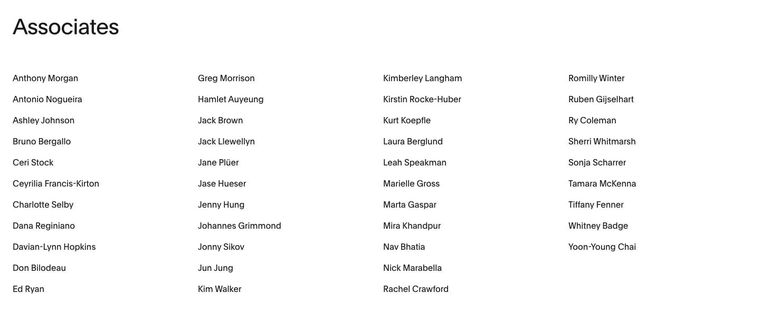 Associates
Anthony Morgan
Antonio Nogueira
Ashley Johnson
Bruno Bergallo
Ceri Stock
Ceyrilia Francis-Kirton
Charlotte Selby
Dana Reginiano
Davian-Lynn Hopkins
Don Bilodeau
Ed Ryan
Greg Morrison
Hamlet Auyeung
Jack Brown
Jack Llewellyn
Jane Plüer
Jase Hueser
Jenny Hung
Johannes Grimmond
Jonny Sikov
Jun Jung
Kim Walker
Kimberley Langham
Kirstin Rocke-Huber
Kurt Koepfle
Laura Berglund
Leah Speakman
Marielle Gross
Marta Gaspar
Mira Khandpur
Nav Bhatia
Nick Marabella
Rachel Crawford
Romilly Winter
Ruben Gijselhart
Ry Coleman
Sherri Whitmarsh
Sonja Scharrer
Tamara McKenna
Tiffany Fenner
Whitney Badge
Yoon-Young Chai